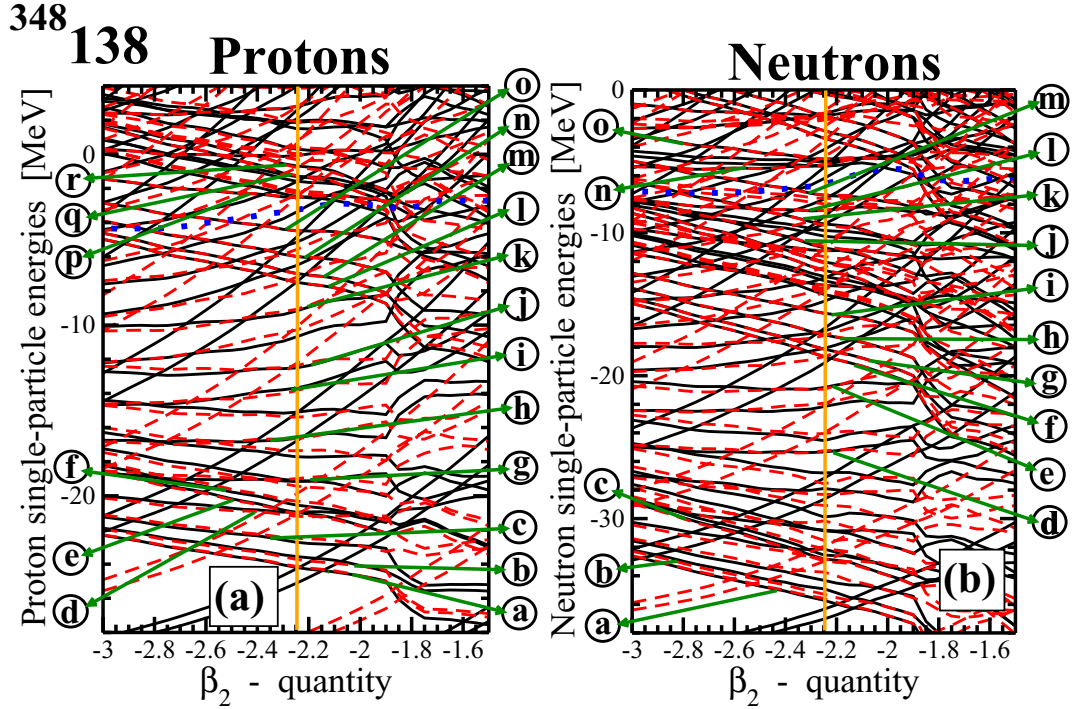 348 138
Protons
Neutrons
Proton single-particle energies [MeV]
0
-10
-20
r
q
p
f
e
d
o
n
m
l
k
j
i
h
g
c
b
a
(a)
-3 -2.8 -2.6 -2.4 -2.2 -2 -1.8 -1.6
β2 - quantity
Neutron single-particle energies [MeV]
0
-10
-20
-30
o
n
c
b
a
m
l
k
j
i
h
g
f
e
d
(b)
-3 -2.8 -2.6 -2.4 -2.2 -2 -1.8 -1.6
β2 - quantity